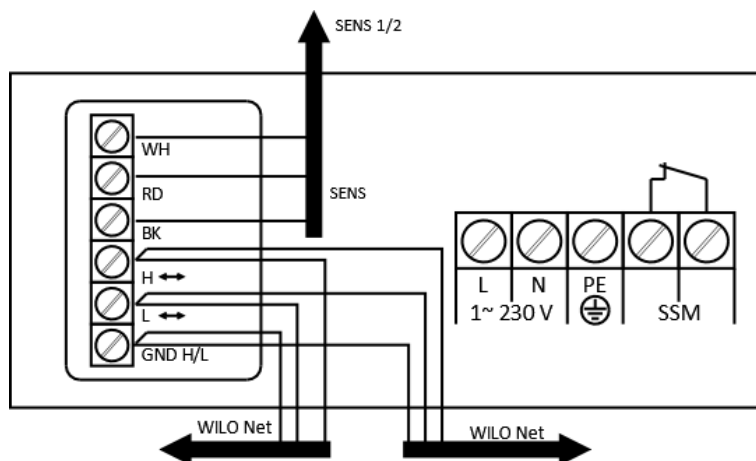 SENS 1/2
WH
RD
SENS
BK
H ↔
L ↔
GND H/L
L N PE
1~ 230 V SSM
WILO Net WILO Net